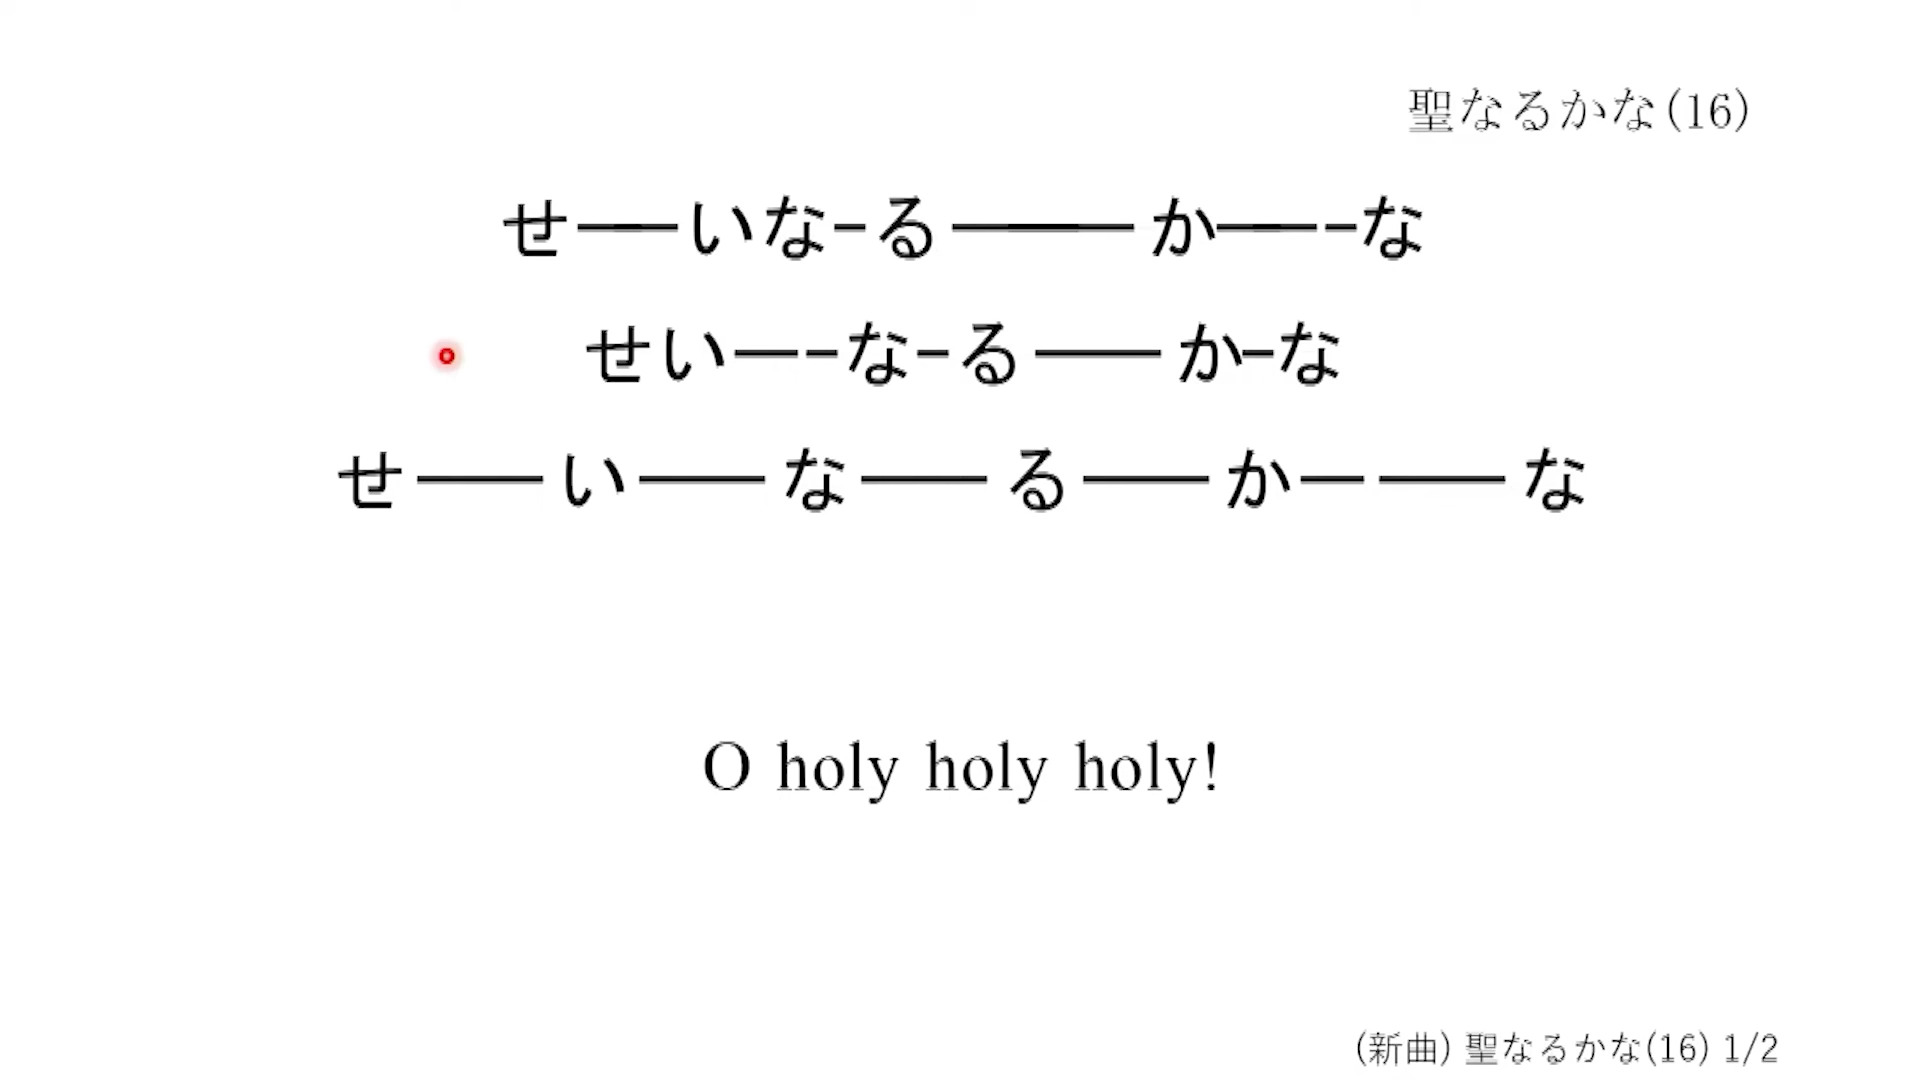 聖なるかな(16)
せ――いな-る―――か――-な
せい―-な-る――か-な
せ――い――な――る――か―――な
O holy holy holy!
(新曲) 聖なるかな(16) 1/2